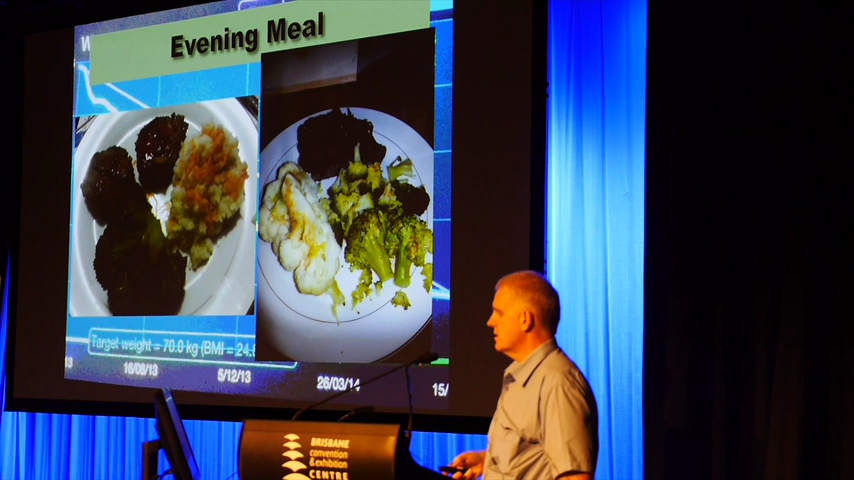 Evening Meal
Target weight = 70.0 kg (BMI = 24.
16/08/13
5/12/13
26/03/14
15/
BRISBANE
convention
& exhibition
CENTRE